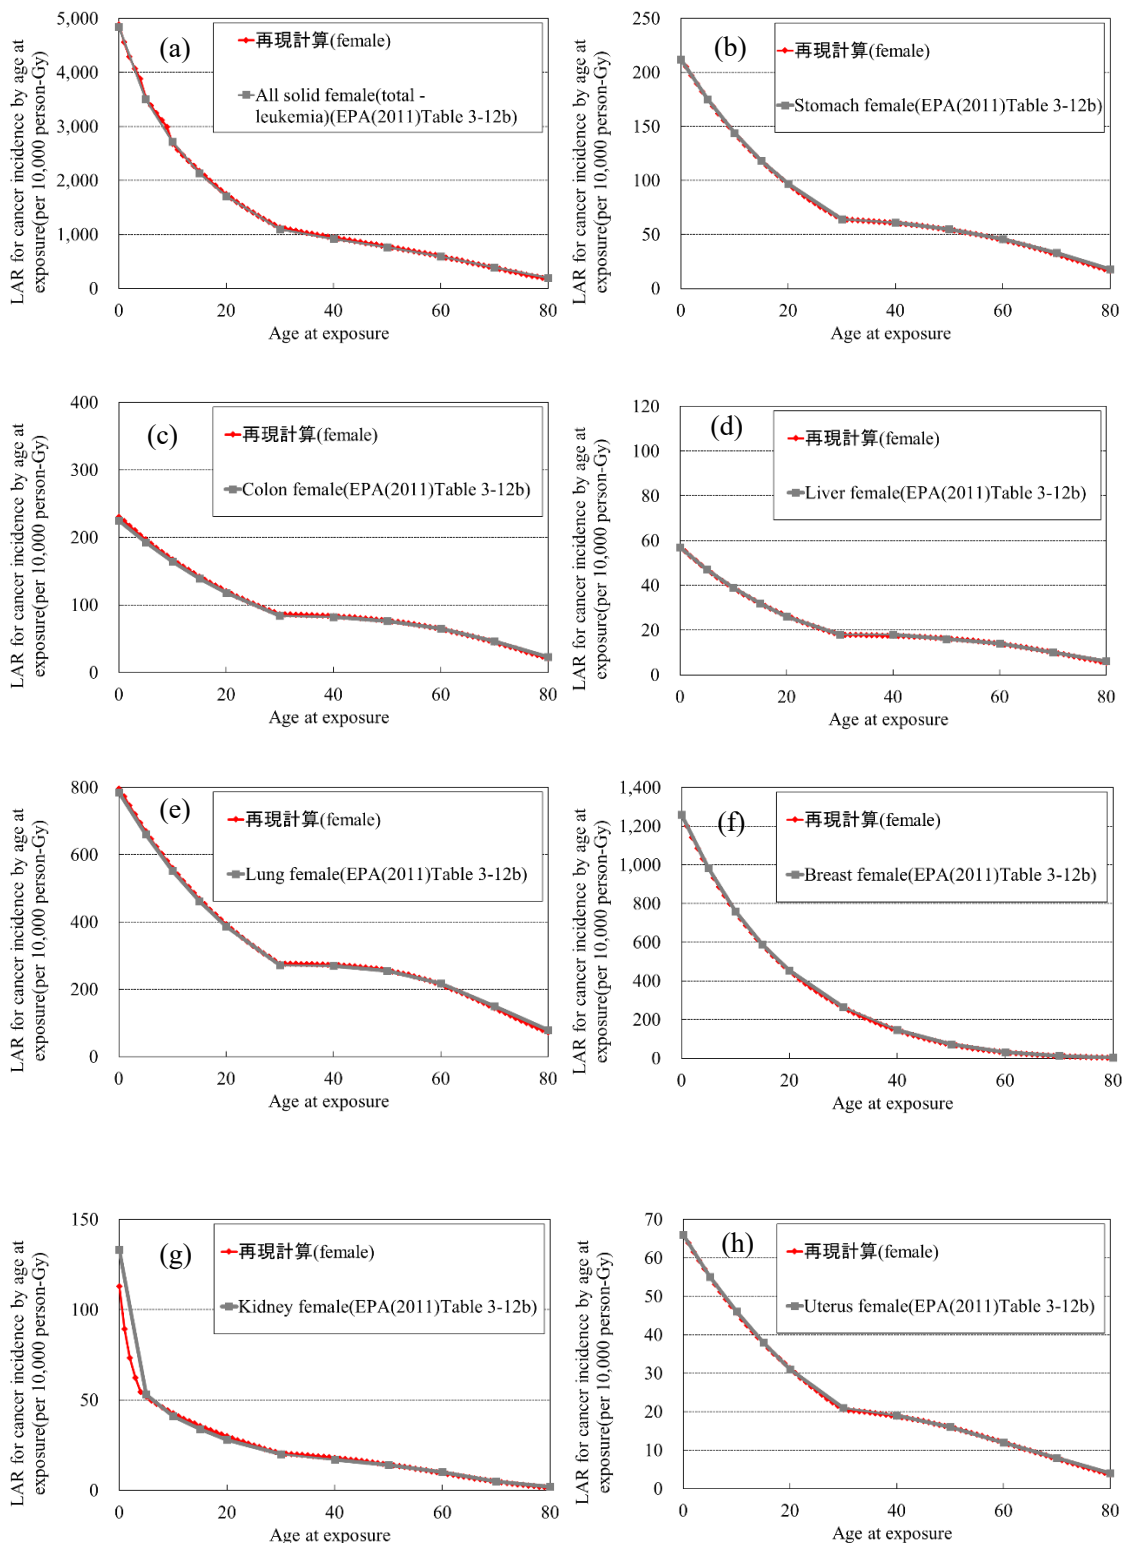 LAR for cancer incidence by age at
exposure(per 10,000 person-Gy)
5,000
4,000
3,000
2,000
1,000
0
(a)
再現計算(female)
All solid female(total -
leukemia)(EPA(2011)Table 3-12b)
0 20 40 60 80
Age at exposure
LAR for cancer incidence by age at
exposure(per 10,000 person-Gy)
250
200
150
100
50
0
(b)
再現計算(female)
Stomach female(EPA(2011)Table 3-12b)
0 20 40 60 80
Age at exposure
LAR for cancer incidence by age at
exposure(per 10,000 person-Gy)
400
300
200
100
0
(c)
再現計算(female)
Colon female(EPA(2011)Table 3-12b)
0 20 40 60 80
Age at exposure
LAR for cancer incidence by age at
exposure(per 10,000 person-Gy)
120
100
80
60
40
20
0
(d)
再現計算(female)
Liver female(EPA(2011)Table 3-12b)
0 20 40 60 80
Age at exposure
LAR for cancer incidence by age at
exposure(per 10,000 person-Gy)
800
600
400
200
0
(e)
再現計算(female)
Lung female(EPA(2011)Table 3-12b)
0 20 40 60 80
Age at exposure
LAR for cancer incidence by age at
exposure(per 10,000 person-Gy)
1,400
1,200
1,000
800
600
400
200
0
(f)
再現計算(female)
Breast female(EPA(2011)Table 3-12b)
0 20 40 60 80
Age at exposure
LAR for cancer incidence by age at
exposure(per 10,000 person-Gy)
150
100
50
0
(g)
再現計算(female)
Kidney female(EPA(2011)Table 3-12b)
0 20 40 60 80
Age at exposure
LAR for cancer incidence by age at
exposure(per 10,000 person-Gy)
70
60
50
40
30
20
10
0
(h)
再現計算(female)
Uterus female(EPA(2011)Table 3-12b)
0 20 40 60 80
Age at exposure